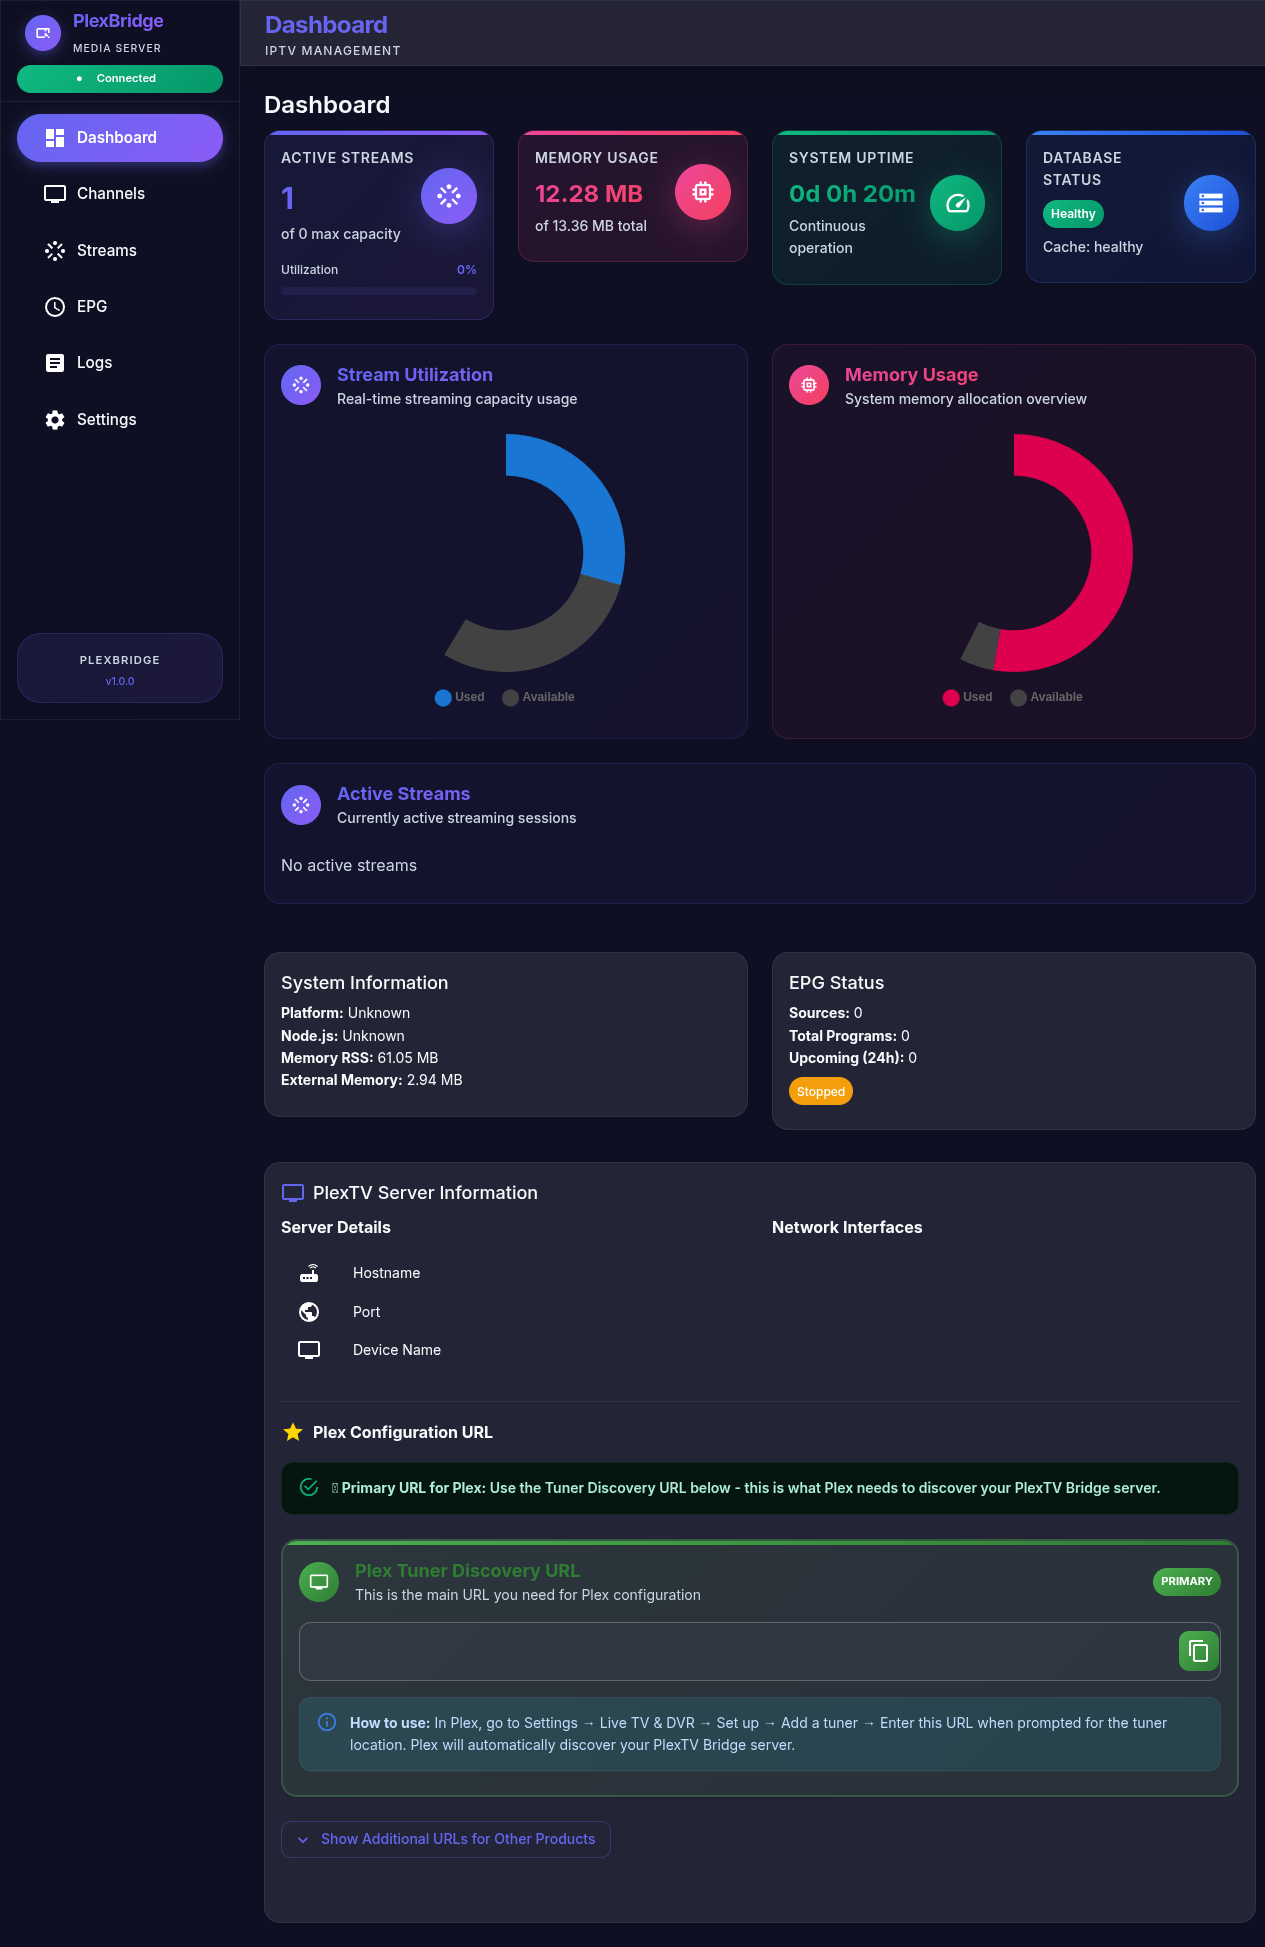 PlexBridge
MEDIA SERVER
Connected
Dashboard
Channels
Streams
EPG
Logs
Settings
PLEXBRIDGE
v1.0.0
Dashboard
IPTV MANAGEMENT
Dashboard
ACTIVE STREAMS
1
of 0 max capacity
Utilization 0%
MEMORY USAGE
12.28 MB
of 13.36 MB total
SYSTEM UPTIME
0d 0h 20m
Continuous
operation
DATABASE
STATUS
Healthy
Cache: healthy
Stream Utilization
Real-time streaming capacity usage
Used Available
Memory Usage
System memory allocation overview
Used Available
Active Streams
Currently active streaming sessions
No active streams
System Information
Platform: Unknown
Node.js: Unknown
Memory RSS: 61.05 MB
External Memory: 2.94 MB
EPG Status
Sources: 0
Total Programs: 0
Upcoming (24h): 0
Stopped
PlexTV Server Information
Server Details
Hostname
Port
Device Name
Network Interfaces
Plex Configuration URL
Primary URL for Plex: Use the Tuner Discovery URL below - this is what Plex needs to discover your PlexTV Bridge server.
Plex Tuner Discovery URL
This is the main URL you need for Plex configuration
PRIMARY
How to use: In Plex, go to Settings → Live TV & DVR → Set up → Add a tuner → Enter this URL when prompted for the tuner
location. Plex will automatically discover your PlexTV Bridge server.
Show Additional URLs for Other Products